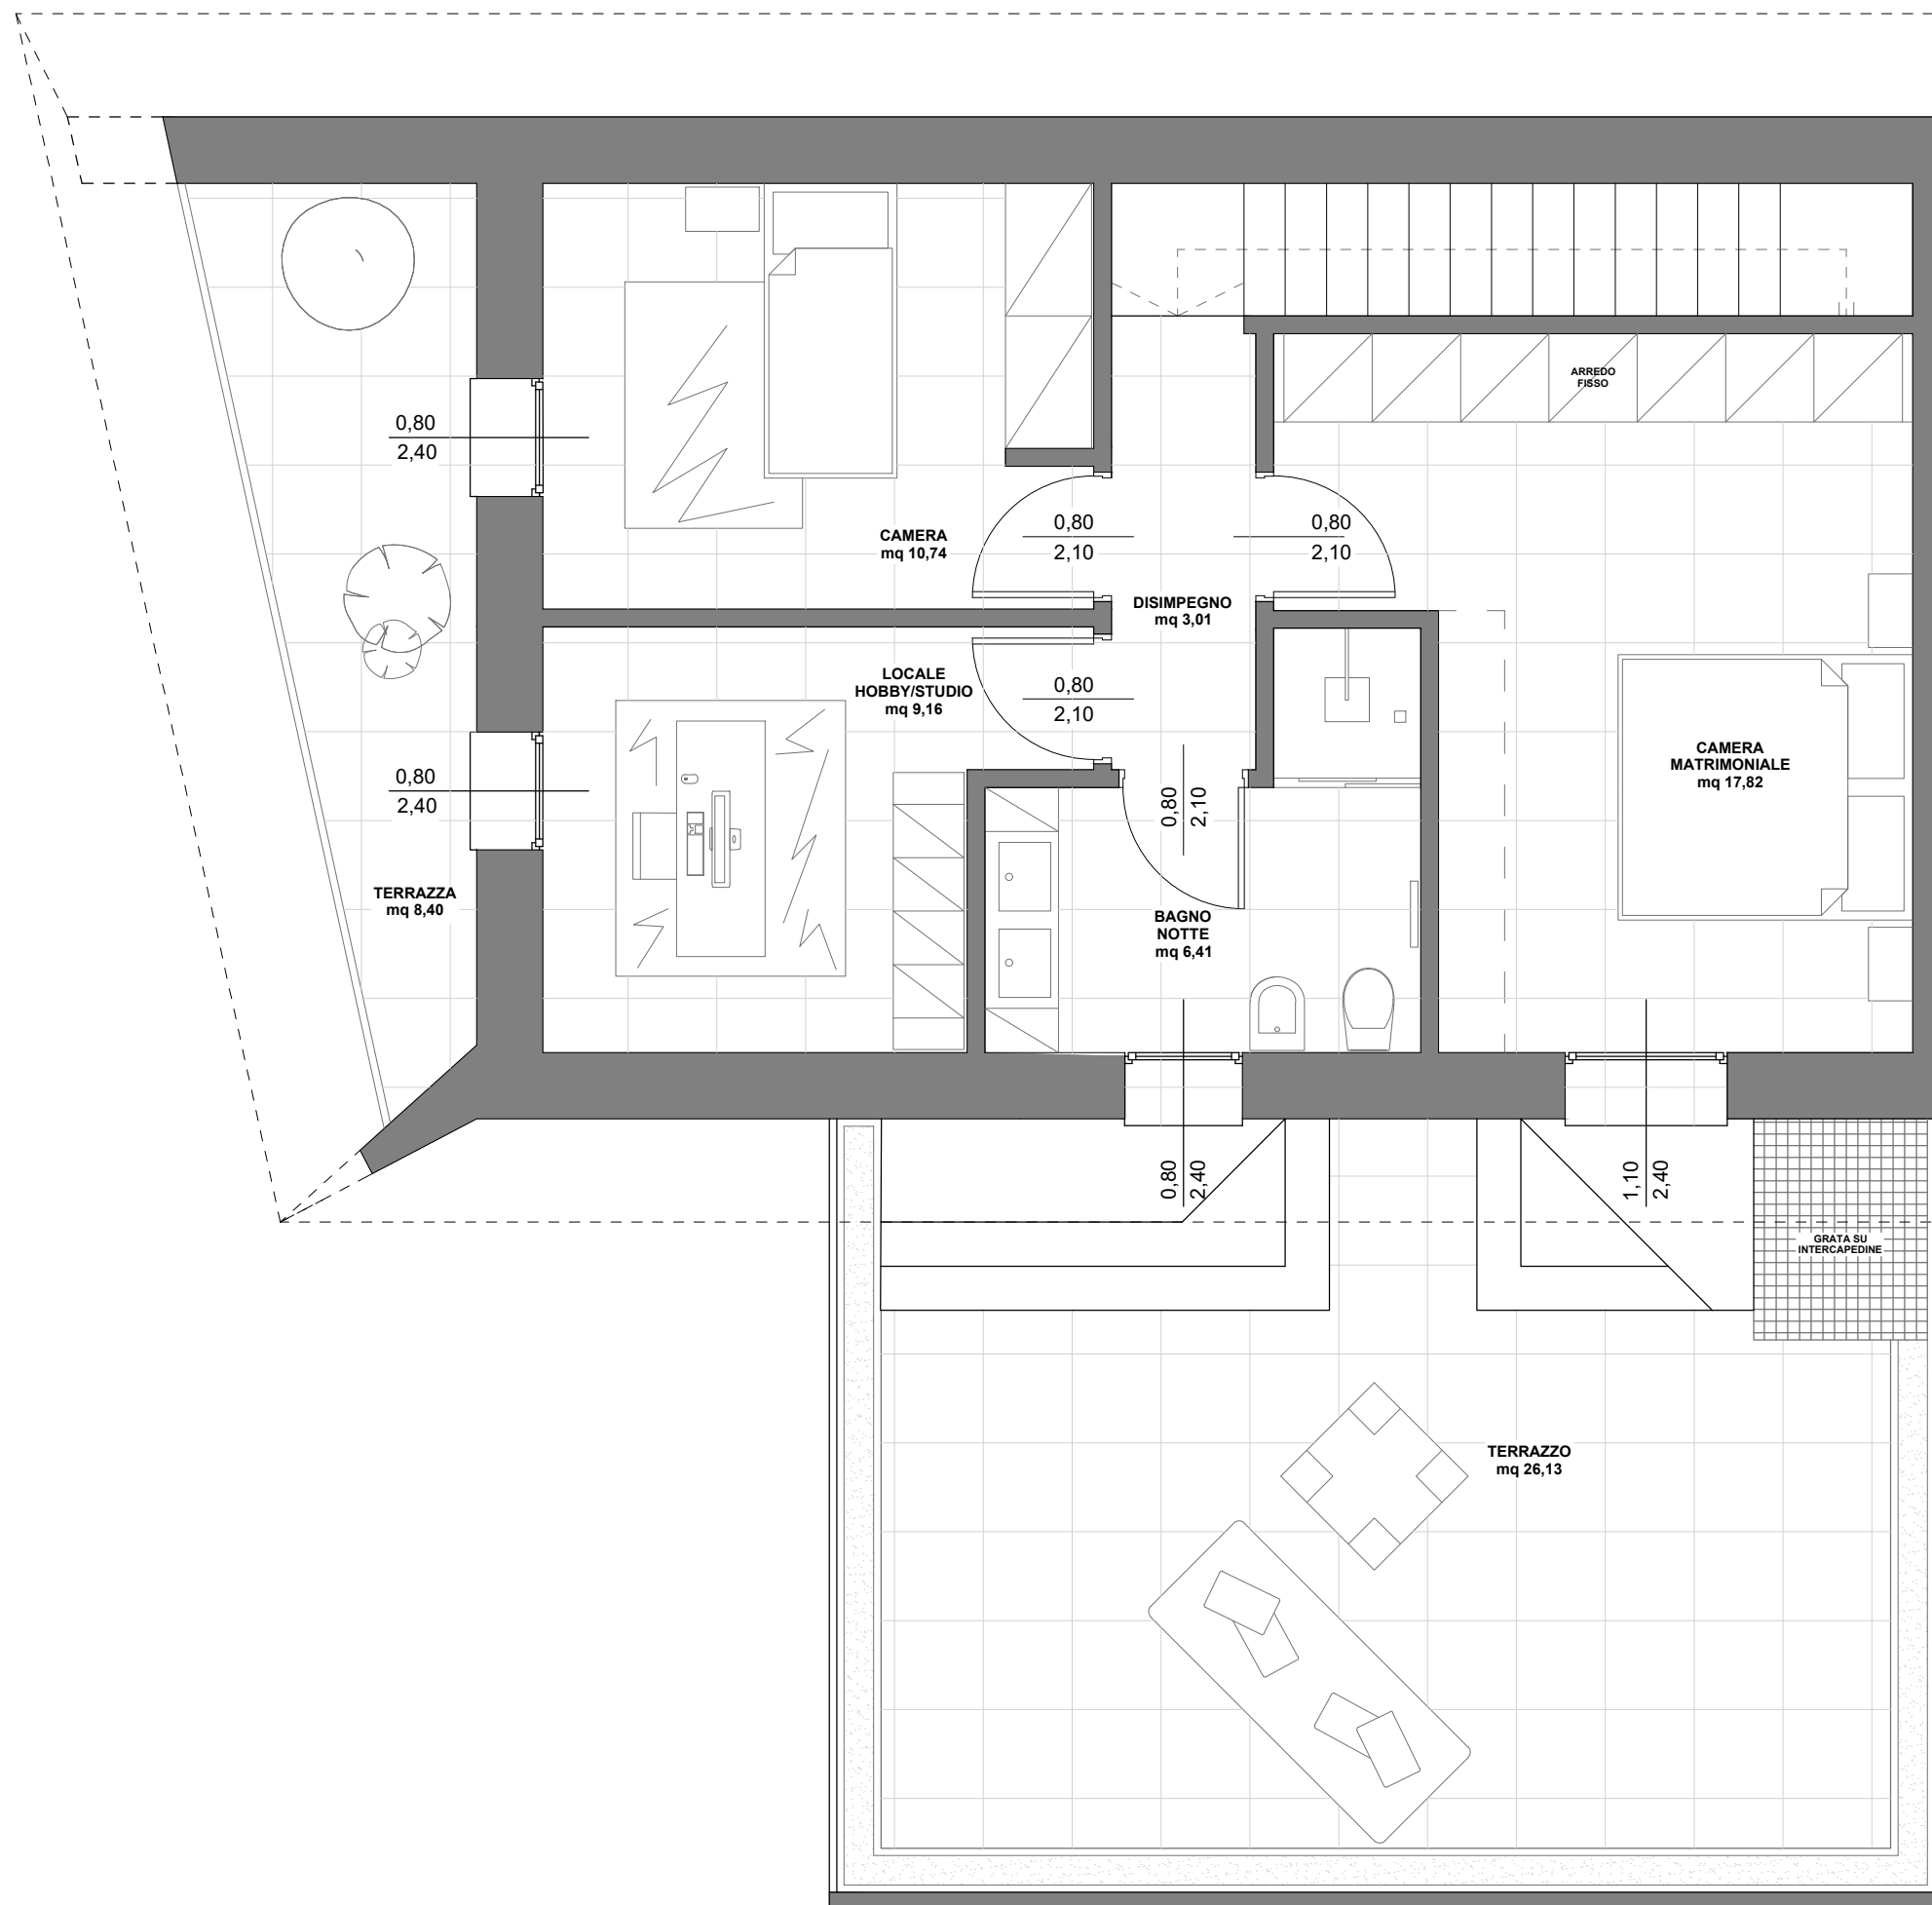 ARREDO
FISSO
0,80
2,40
CAMERA
mq 10,74
0,80
2,10
0,80
2,10
DISIMPEGNO
mq 3,01
LOCALE
HOBBY/STUDIO
mq 9,16
0,80
2,10
CAMERA
MATRIMONIALE
mq 17,82
0,80
2,40
0,80
2,10
TERRAZZA
mq 8,40
BAGNO
NOTTE
mq 6,41
0,80
2,40
1,10
2,40
GRATA SU
INTERCAPEDINE
TERRAZZO
mq 26,13